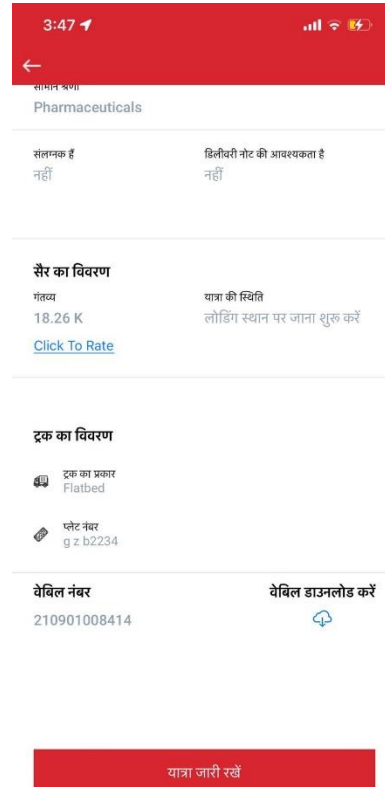 3:47
सामान श्रेणी
Pharmaceuticals
संलग्नक हैं
डिलीवरी नोट की आवश्यकता है
नहीं
नहीं
सैर का विवरण
गंतव्य
यात्रा की स्थिति
18.26 K
लोडिंग स्थान पर जाना शुरू करें
Click To Rate
ट्रक का विवरण
ट्रक का प्रकार
Flatbed
प्लेट नंबर
g z b2234
वेबिल नंबर
वेबिल डाउनलोड करें
210901008414
यात्रा जारी रखें